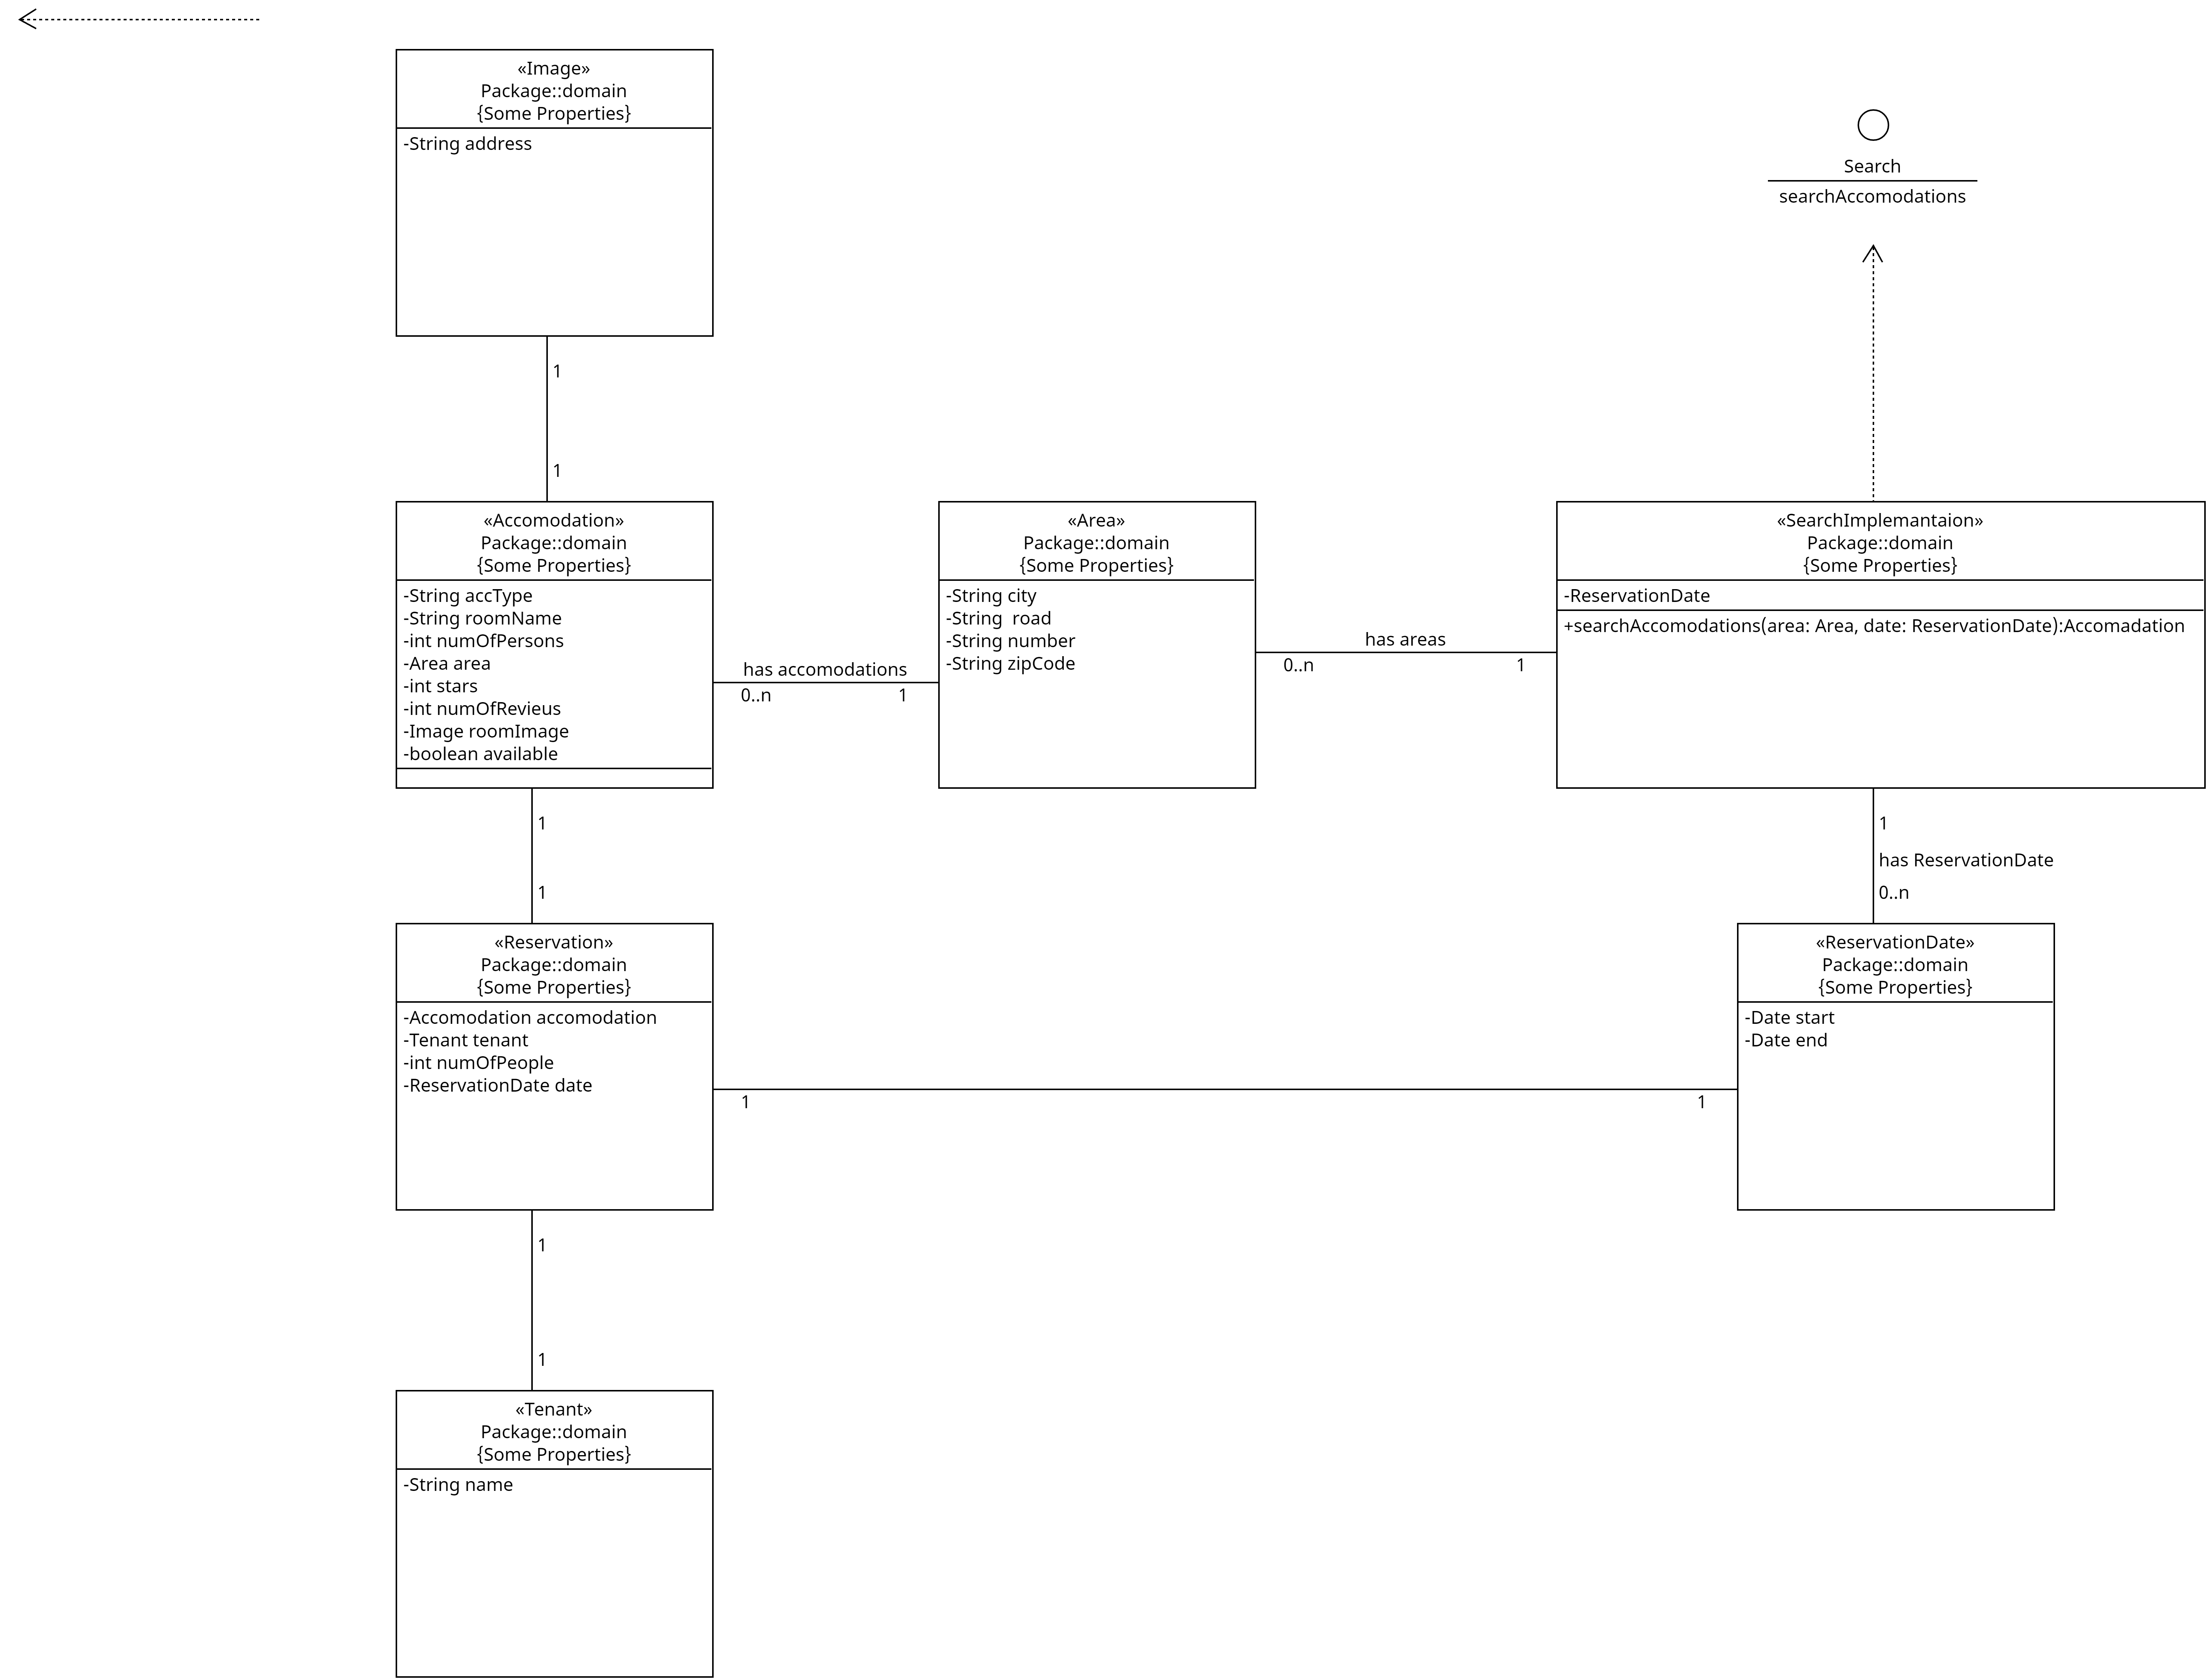 «Image»
Package::domain
{Some Properties}
-String address
Search
searchAccomodations
1
1
«Accomodation»
Package::domain
{Some Properties}
-String accType
-String roomName
-int numOfPersons
-Area area
-int stars
-int numOfRevieus
-Image roomImage
-boolean available
has accomodations
0..n
1
«Area»
Package::domain
{Some Properties}
-String city
-String  road
-String number
-String zipCode
has areas
0..n
1
«SearchImplemantaion»
Package::domain
{Some Properties}
-ReservationDate
+searchAccomodations(area: Area, date: ReservationDate):Accomadation
1
1
1
has ReservationDate
0..n
«Reservation»
Package::domain
{Some Properties}
-Accomodation accomodation
-Tenant tenant
-int numOfPeople
-ReservationDate date
1
1
«ReservationDate»
Package::domain
{Some Properties}
-Date start
-Date end
1
1
«Tenant»
Package::domain
{Some Properties}
-String name